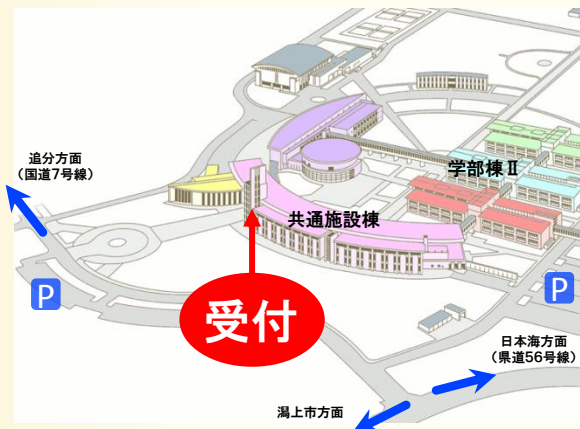 追分方面
（国道7号線）
学部棟Ⅱ
共通施設棟
P
P
受付
日本海方面
（県道56号線）
潟上市方面